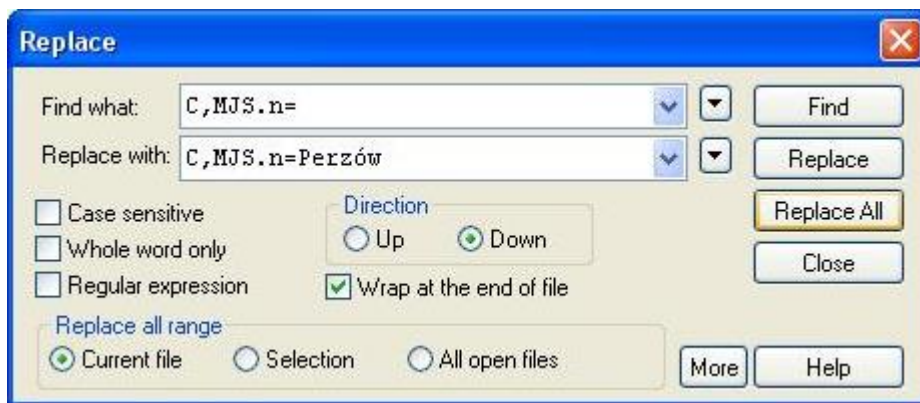 Replace
Find what: C,MJS.n= Find
Replace with: C,MJS.n=Perzów Replace
Case sensitive Direction Replace All
Whole word only Up Down Close
Regular expression Wrap at the end of file
Replace all range
Current file Selection All open files More Help